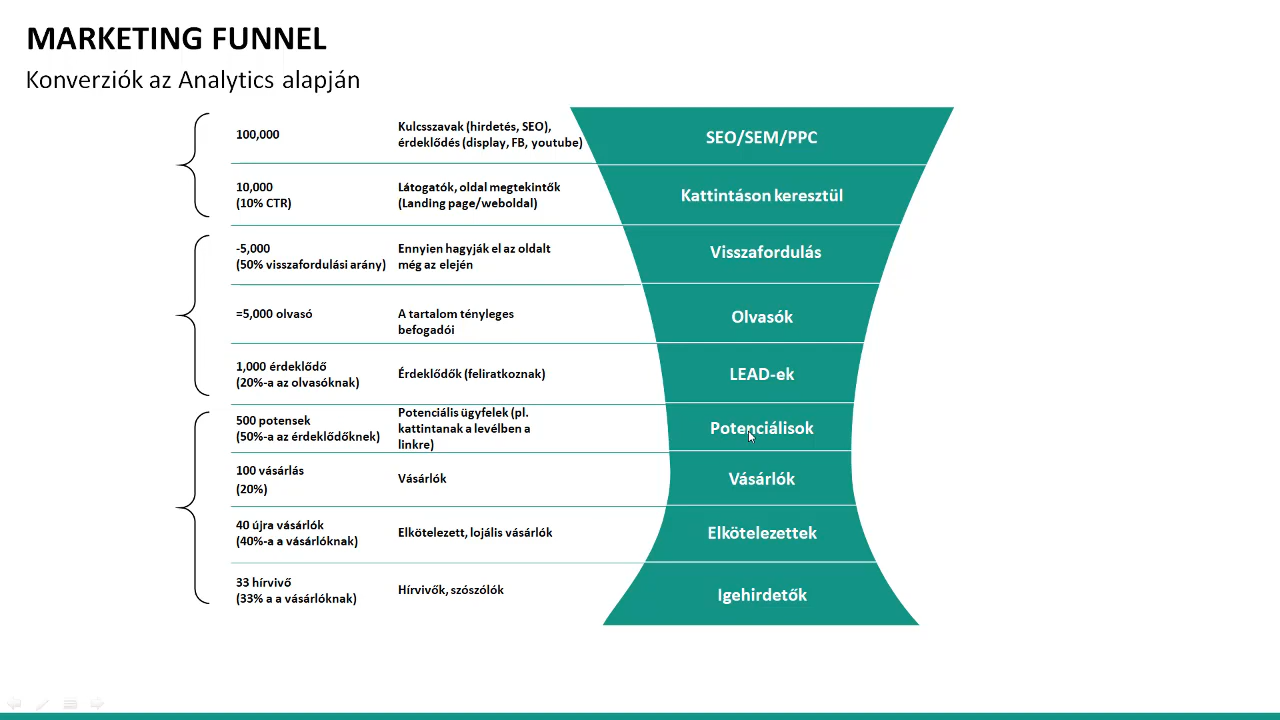 MARKETING FUNNEL
Konverziók az Analytics alapján
100,000
Kulcsszavak (hirdetés, SEO),
érdeklődés (display, FB, youtube)
SEO/SEM/PPC
10,000
(10% CTR)
Látogatók, oldal megtekintők
(Landing page/weboldal)
Kattintáson keresztül
-5,000
(50% visszafordulási arány)
Ennyien hagyják el az oldalt
még az elején
Visszafordulás
=5,000 olvasó
A tartalom tényleges
befogadói
Olvasók
1,000 érdeklődő
(20%-a az olvasóknak)
Érdeklődők (feliratkoznak)
LEAD-ek
500 potensek
(50%-a az érdeklődőknek)
Potenciális ügyfelek (pl.
kattintanak a levélben a
linkre)
Potenciálisok
100 vásárlás
(20%)
Vásárlók
Vásárlók
40 újra vásárlók
(40%-a a vásárlóknak)
Elkötelezett, lojális vásárlók
Elkötelezettek
33 hírvivő
(33% a a vásárlóknak)
Hírvivők, szószólók
Igehirdetők